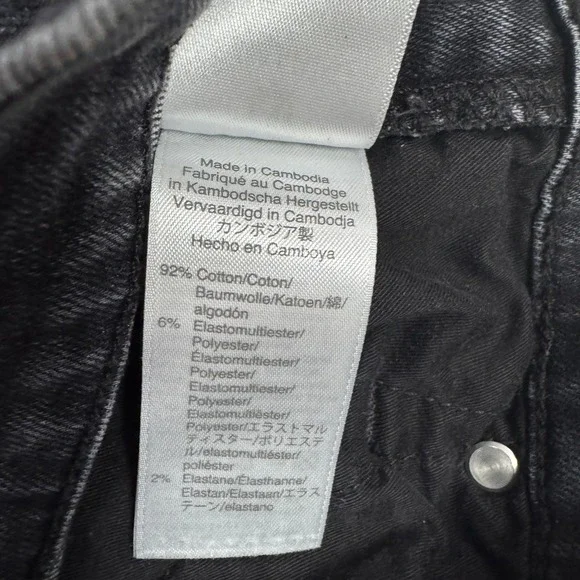 Made in Cambodia
Fabriqué au Cambodge
in Kambodscha Hergestellt
Vervaardigd in Cambodja
カンボジア製
Hecho en Camboya
92% Cotton/Coton/
Baumwolle/Katoen/綿/
algodón
6% Elastomultiester/
Polyester/
Élastomultiester/
Polyester/
Elastomultiester/
Polyester/
Elastomultiëster/
Polyester/エラストマル
ティスター/ポリエステ
ル/elastomultiester/
poliéster
2% Elastane/Élasthanne/
Elastan/Elastaan/エラス
テーン/elastano